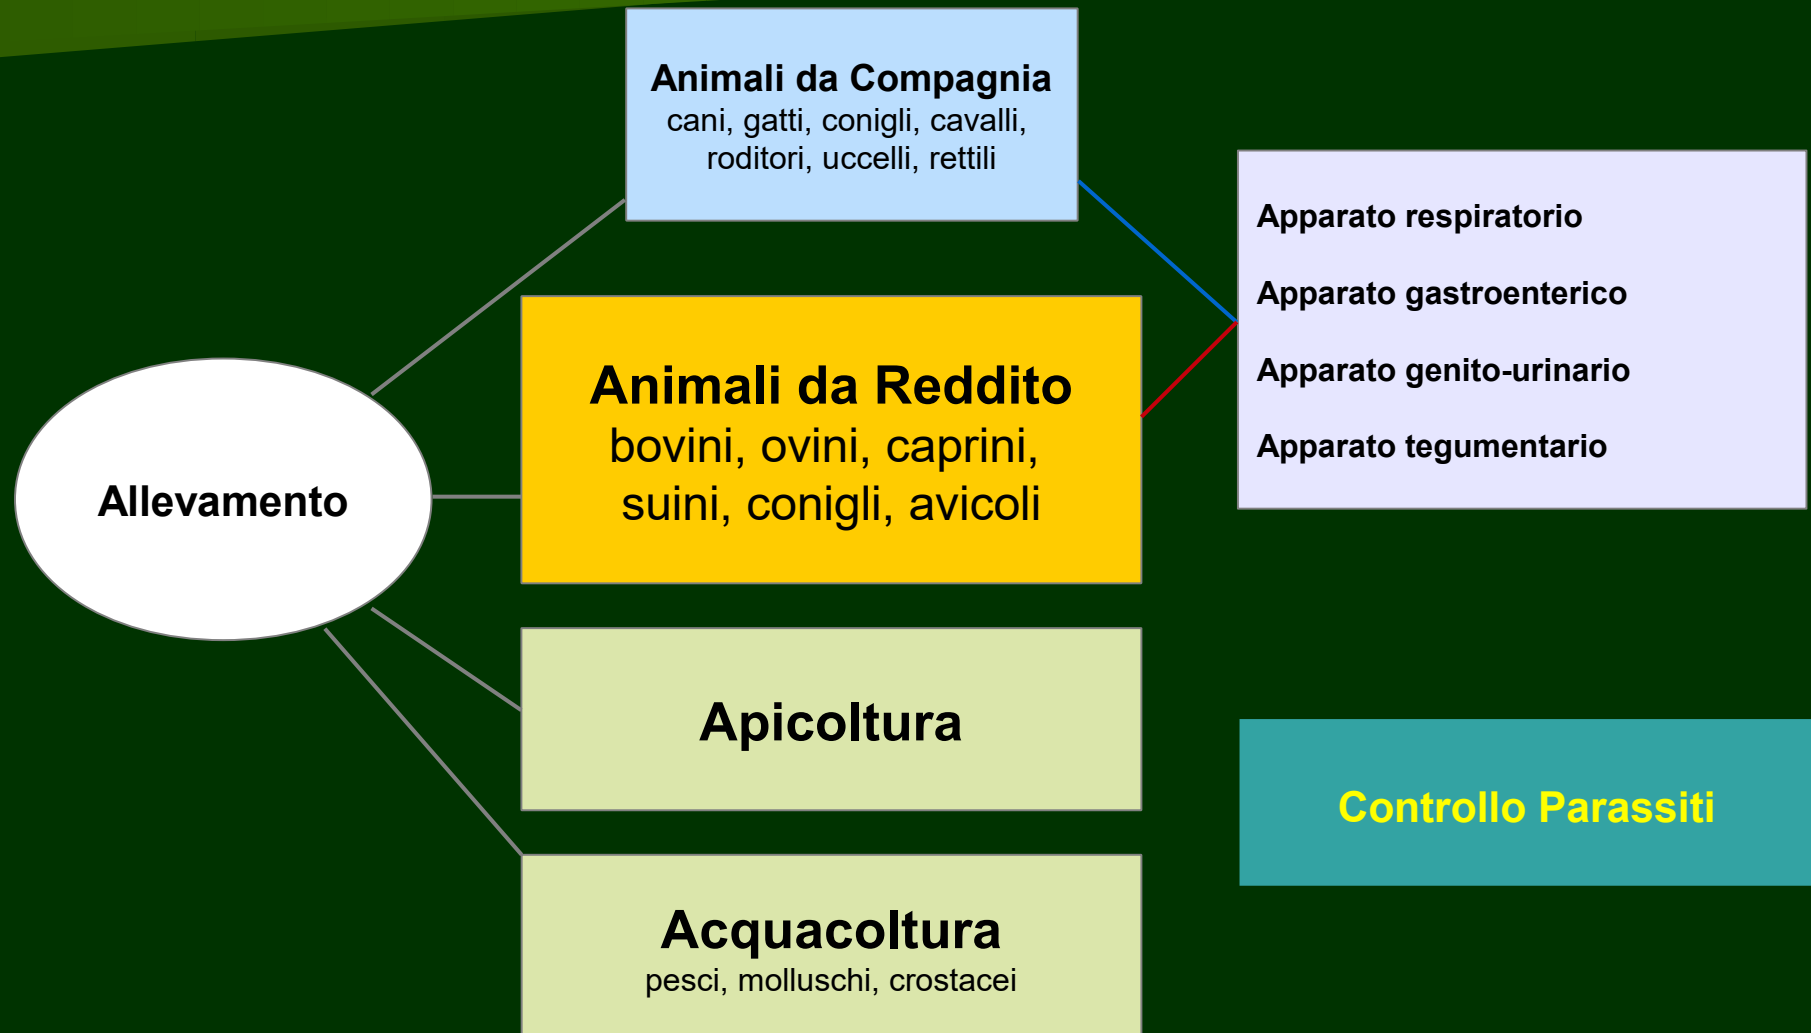 Animali da Compagnia
cani, gatti, conigli, cavalli,
roditori, uccelli, rettili
Apparato respiratorio
Apparato gastroenterico
Apparato genito-urinario
Apparato tegumentario
Animali da Reddito
bovini, ovini, caprini,
suini, conigli, avicoli
Allevamento
Apicoltura
Controllo Parassiti
Acquacoltura
pesci, molluschi, crostacei